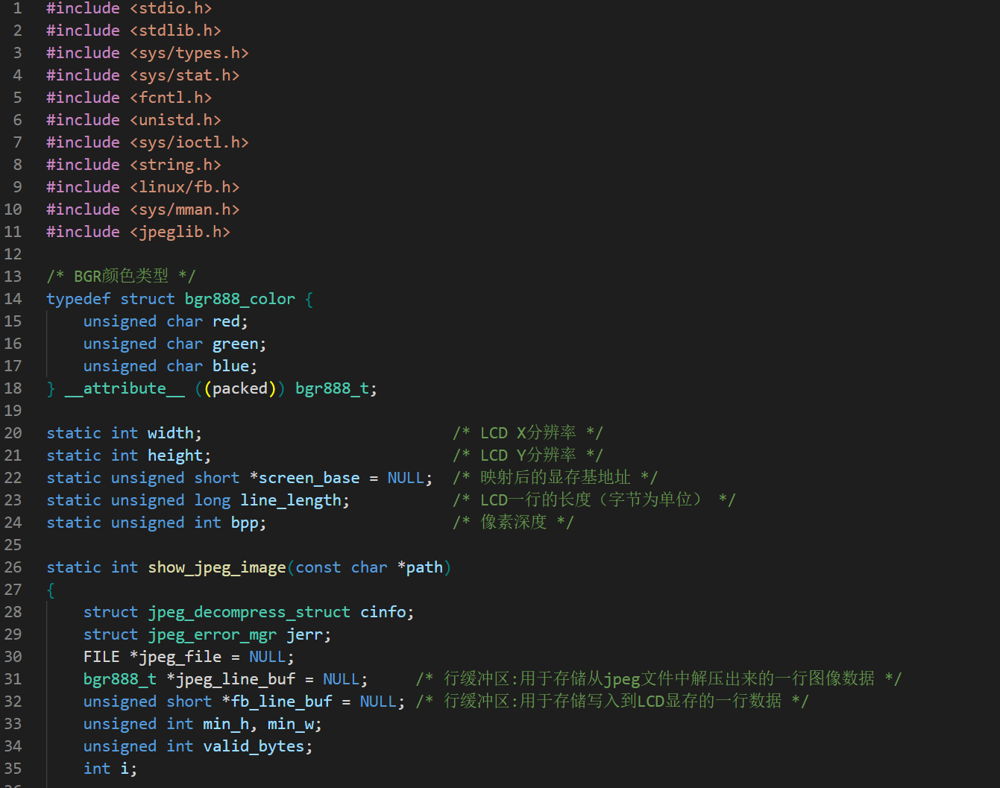 1 #include <stdio.h>
2 #include <stdlib.h>
3 #include <sys/types.h>
4 #include <sys/stat.h>
5 #include <fcntl.h>
6 #include <unistd.h>
7 #include <sys/ioctl.h>
8 #include <string.h>
9 #include <linux/fb.h>
10 #include <sys/mman.h>
11 #include <jpeglib.h>
12
13 /* BGR颜色类型 */
14 typedef struct bgr888_color {
15     unsigned char red;
16     unsigned char green;
17     unsigned char blue;
18 } __attribute__ ((packed)) bgr888_t;
19
20 static int width;                           /* LCD X分辨率 */
21 static int height;                          /* LCD Y分辨率 */
22 static unsigned short *screen_base = NULL;  /* 映射后的显存基地址 */
23 static unsigned long line_length;           /* LCD一行的长度（字节为单位） */
24 static unsigned int bpp;                    /* 像素深度 */
25
26 static int show_jpeg_image(const char *path)
27 {
28     struct jpeg_decompress_struct cinfo;
29     struct jpeg_error_mgr jerr;
30     FILE *jpeg_file = NULL;
31     bgr888_t *jpeg_line_buf = NULL;     /* 行缓冲区:用于存储从jpeg文件中解压出来的一行图像数据 */
32     unsigned short *fb_line_buf = NULL; /* 行缓冲区:用于存储写入到LCD显存的一行数据 */
33     unsigned int min_h, min_w;
34     unsigned int valid_bytes;
35     int i;